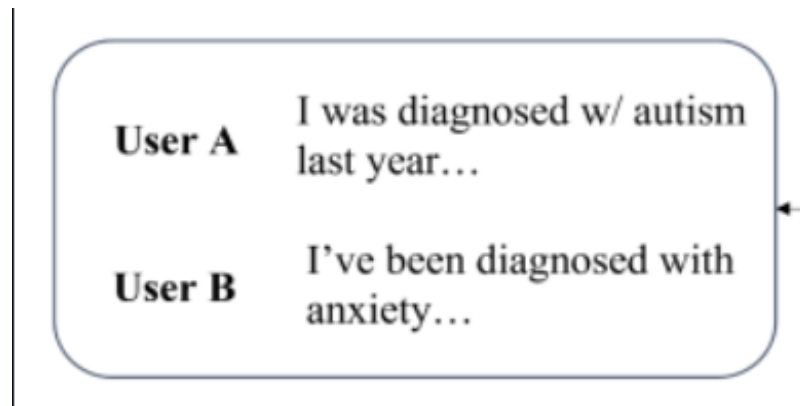 User A
I was diagnosed w/ autism
last year…
User B
I’ve been diagnosed with
anxiety…